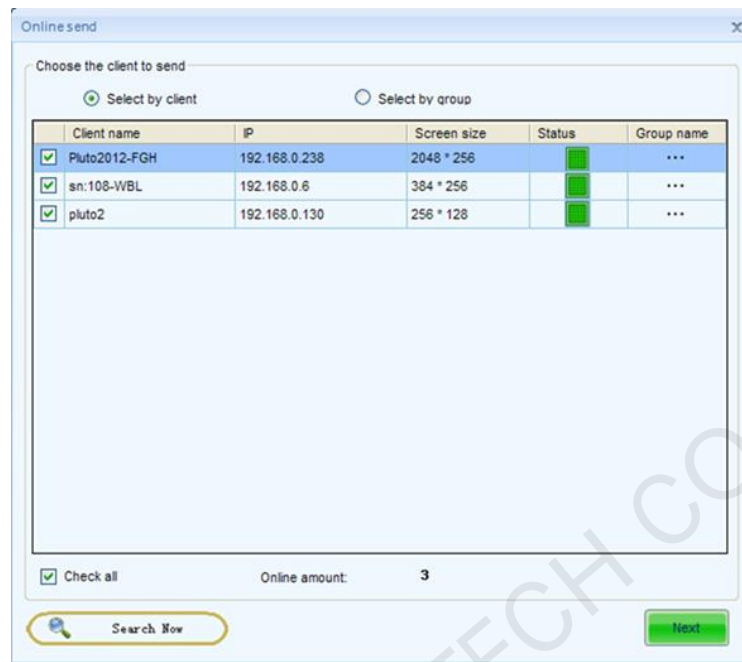 Online send
Choose the client to send
Select by client Select by group
Client name IP Screen size Status Group name
Pluto2012-FGH 192.168.0.238 2048 * 256 ...
sn:108-WBL 192.168.0.6 384 * 256 ...
pluto2 192.168.0.130 256 * 128 ...
Check all Online amount: 3
Search Now Next
TECH CO